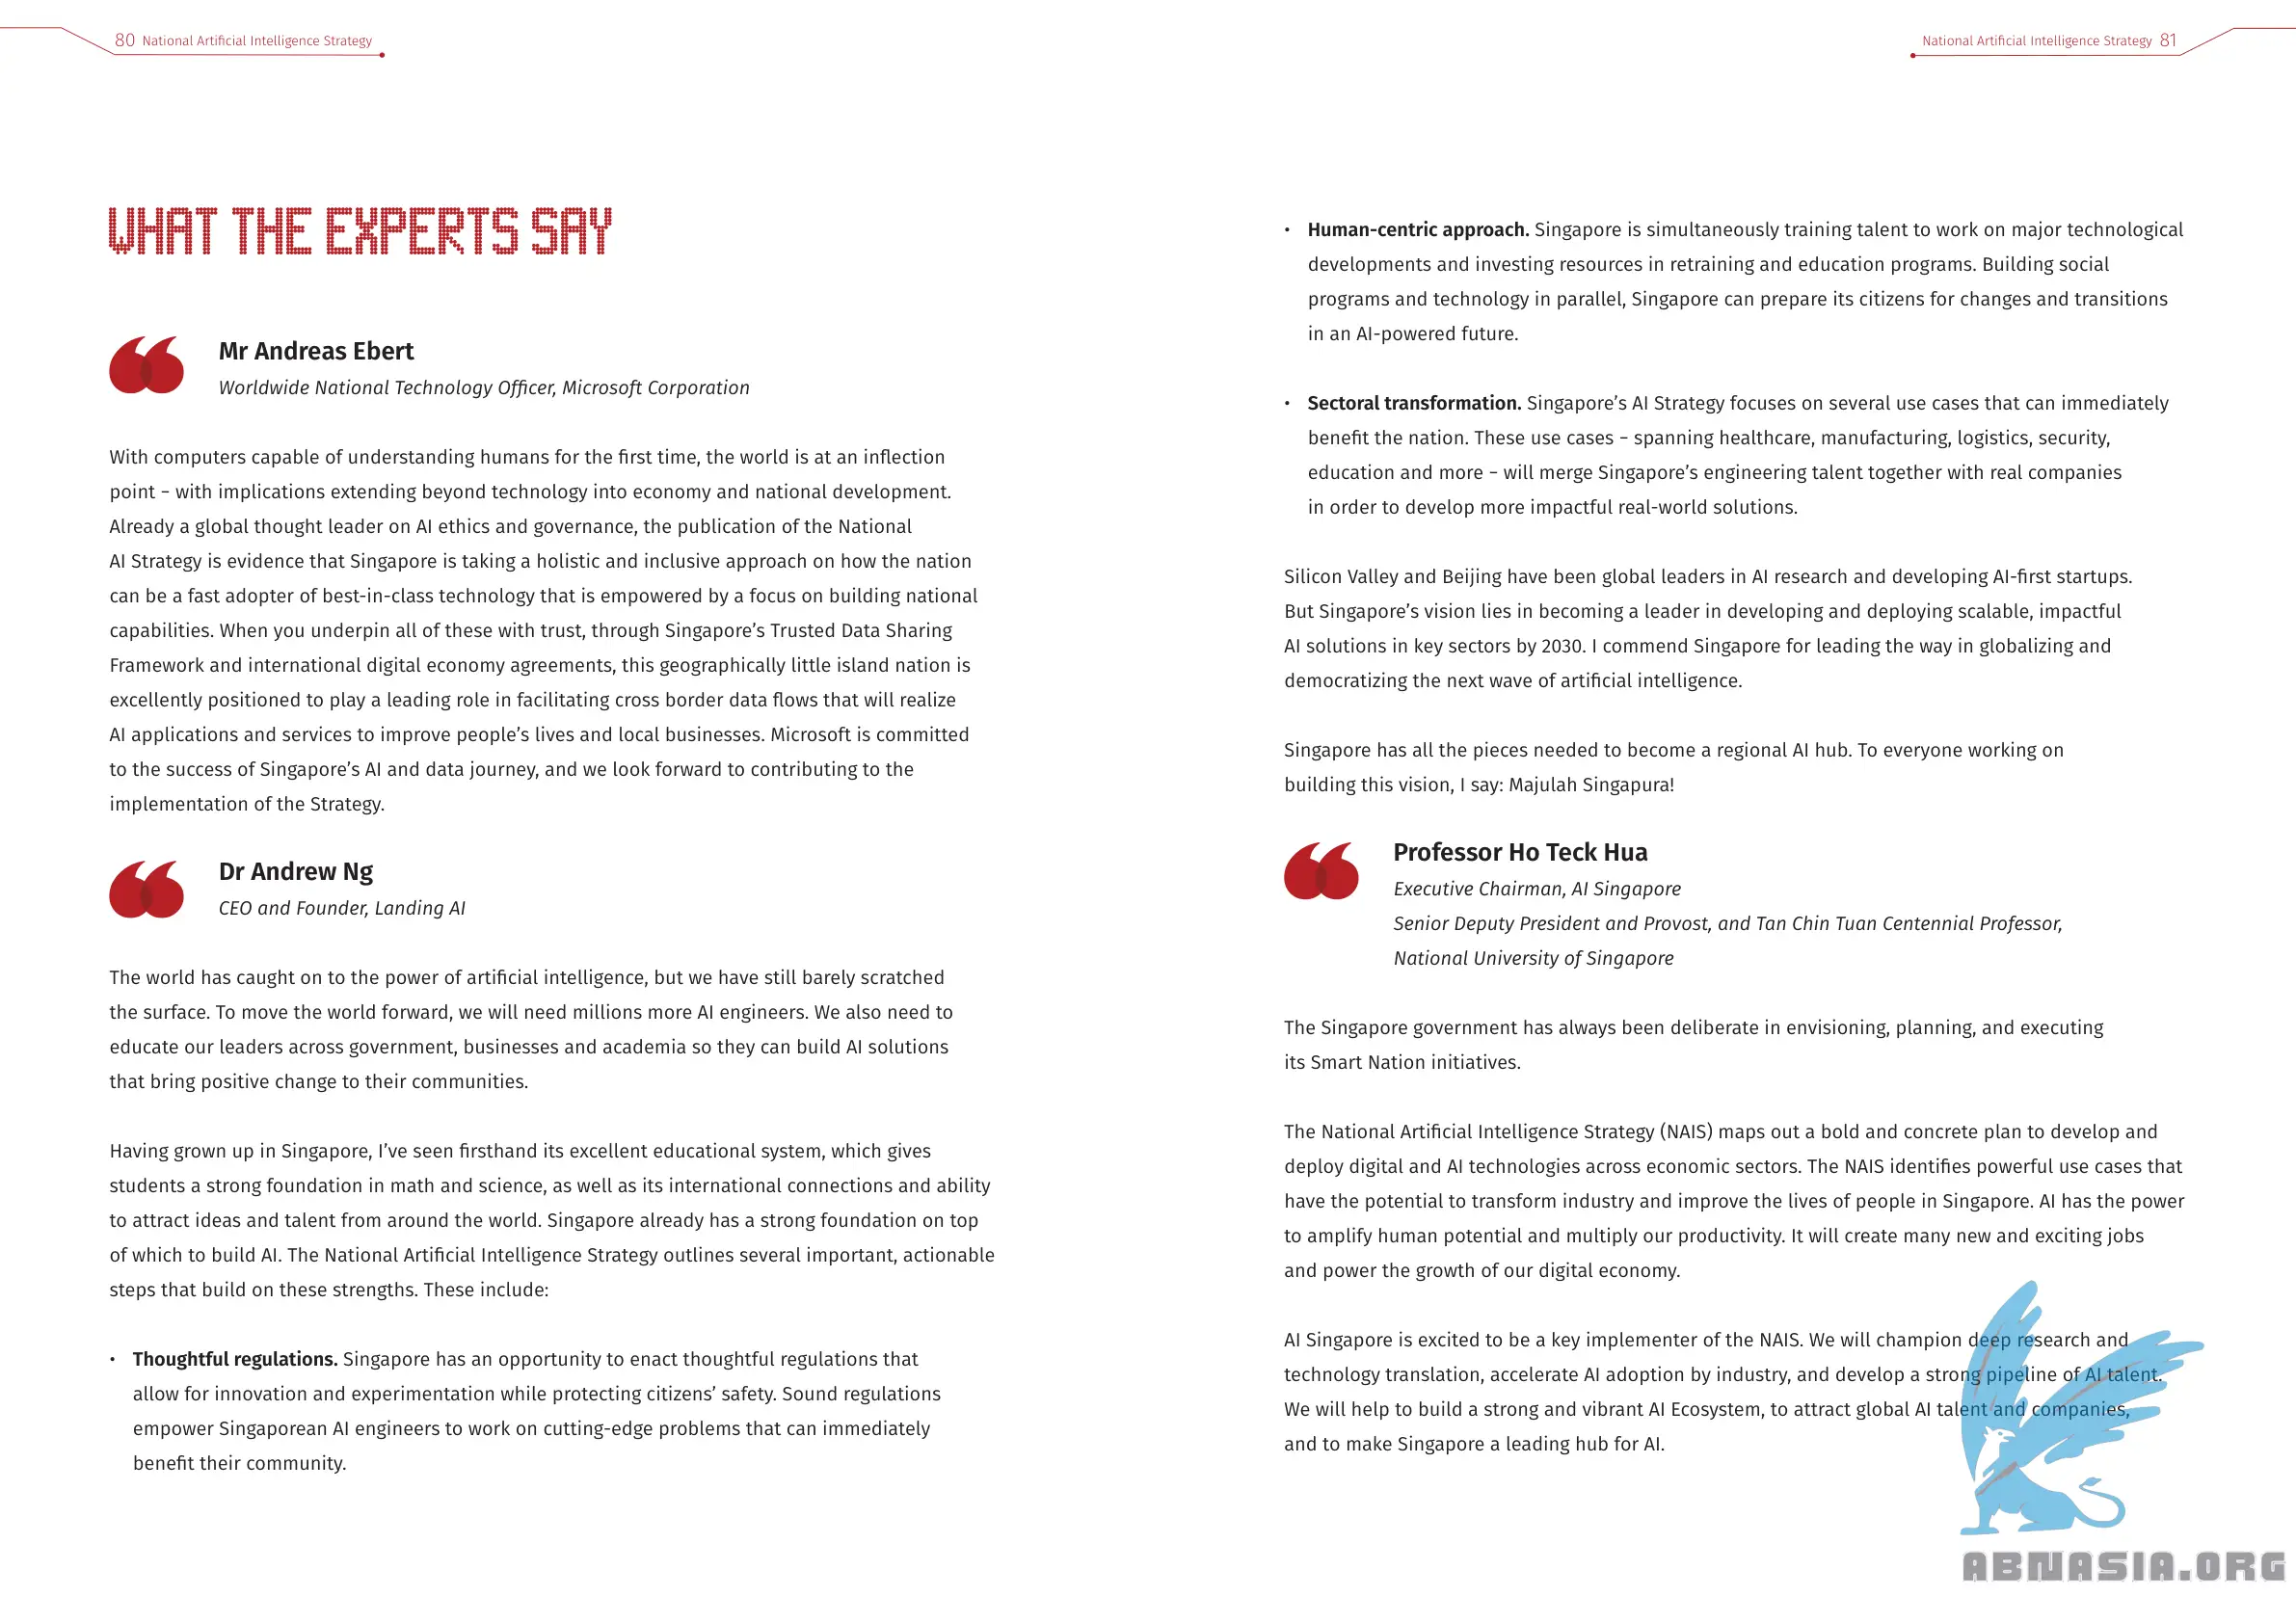 80 National Artificial Intelligence Strategy
WHAT THE EXPERTS SAY
Mr Andreas Ebert
Worldwide National Technology Officer, Microsoft Corporation
With computers capable of understanding humans for the first time, the world is at an inflection
point – with implications extending beyond technology into economy and national development.
Already a global thought leader on AI ethics and governance, the publication of the National
AI Strategy is evidence that Singapore is taking a holistic and inclusive approach on how the nation
can be a fast adopter of best-in-class technology that is empowered by a focus on building national
capabilities. When you underpin all of these with trust, through Singapore’s Trusted Data Sharing
Framework and international digital economy agreements, this geographically little island nation is
excellently positioned to play a leading role in facilitating cross border data flows that will realize
AI applications and services to improve people’s lives and local businesses. Microsoft is committed
to the success of Singapore’s AI and data journey, and we look forward to contributing to the
implementation of the Strategy.
Dr Andrew Ng
CEO and Founder, Landing AI
The world has caught on to the power of artificial intelligence, but we have still barely scratched
the surface. To move the world forward, we will need millions more AI engineers. We also need to
educate our leaders across government, businesses and academia so they can build AI solutions
that bring positive change to their communities.
Having grown up in Singapore, I’ve seen firsthand its excellent educational system, which gives
students a strong foundation in math and science, as well as its international connections and ability
to attract ideas and talent from around the world. Singapore already has a strong foundation on top
of which to build AI. The National Artificial Intelligence Strategy outlines several important, actionable
steps that build on these strengths. These include:
• Thoughtful regulations. Singapore has an opportunity to enact thoughtful regulations that
allow for innovation and experimentation while protecting citizens’ safety. Sound regulations
empower Singaporean AI engineers to work on cutting-edge problems that can immediately
benefit their community.
National Artificial Intelligence Strategy 81
• Human-centric approach. Singapore is simultaneously training talent to work on major technological
developments and investing resources in retraining and education programs. Building social
programs and technology in parallel, Singapore can prepare its citizens for changes and transitions
in an AI-powered future.
• Sectoral transformation. Singapore’s AI Strategy focuses on several use cases that can immediately
benefit the nation. These use cases – spanning healthcare, manufacturing, logistics, security,
education and more – will merge Singapore’s engineering talent together with real companies
in order to develop more impactful real-world solutions.
Silicon Valley and Beijing have been global leaders in AI research and developing AI-first startups.
But Singapore’s vision lies in becoming a leader in developing and deploying scalable, impactful
AI solutions in key sectors by 2030. I commend Singapore for leading the way in globalizing and
democratizing the next wave of artificial intelligence.
Singapore has all the pieces needed to become a regional AI hub. To everyone working on
building this vision, I say: Majulah Singapura!
Professor Ho Teck Hua
Executive Chairman, AI Singapore
Senior Deputy President and Provost, and Tan Chin Tuan Centennial Professor,
National University of Singapore
The Singapore government has always been deliberate in envisioning, planning, and executing
its Smart Nation initiatives.
The National Artificial Intelligence Strategy (NAIS) maps out a bold and concrete plan to develop and
deploy digital and AI technologies across economic sectors. The NAIS identifies powerful use cases that
have the potential to transform industry and improve the lives of people in Singapore. AI has the power
to amplify human potential and multiply our productivity. It will create many new and exciting jobs
and power the growth of our digital economy.
AI Singapore is excited to be a key implementer of the NAIS. We will champion deep research and
technology translation, accelerate AI adoption by industry, and develop a strong pipeline of AI talent.
We will help to build a strong and vibrant AI Ecosystem, to attract global AI talent and companies,
and to make Singapore a leading hub for AI.
ABNASIA.ORG